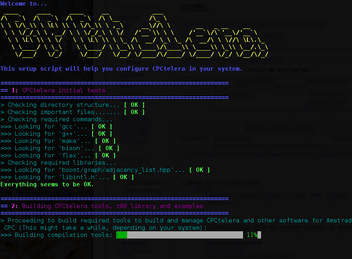 Welcome to...
This setup script will help you configure CPCtelera in your system.
== 1: CPCtelera initial tests
> Checking directory structure... [ OK ]
> Checking important files....... [ OK ]
> Checking required commands...
>>> Looking for 'gcc'... [ OK ]
>>> Looking for 'g++'... [ OK ]
>>> Looking for 'make'... [ OK ]
>>> Looking for 'bison'... [ OK ]
>>> Looking for 'flex'... [ OK ]
> Checking required libraries...
>>> Looking for 'boost/graph/adjacency_list.hpp'... [ OK ]
>>> Looking for 'libintl.h'... [ OK ]
Everything seems to be OK.
== 2: Building CPCtelera tools, z80 library and examples
> Proceeding to build required tools to build and manage CPCtelera and other software for Amstrad
CPC (This might take a while, depending on your system):
>>> Building compilation tools: 11%